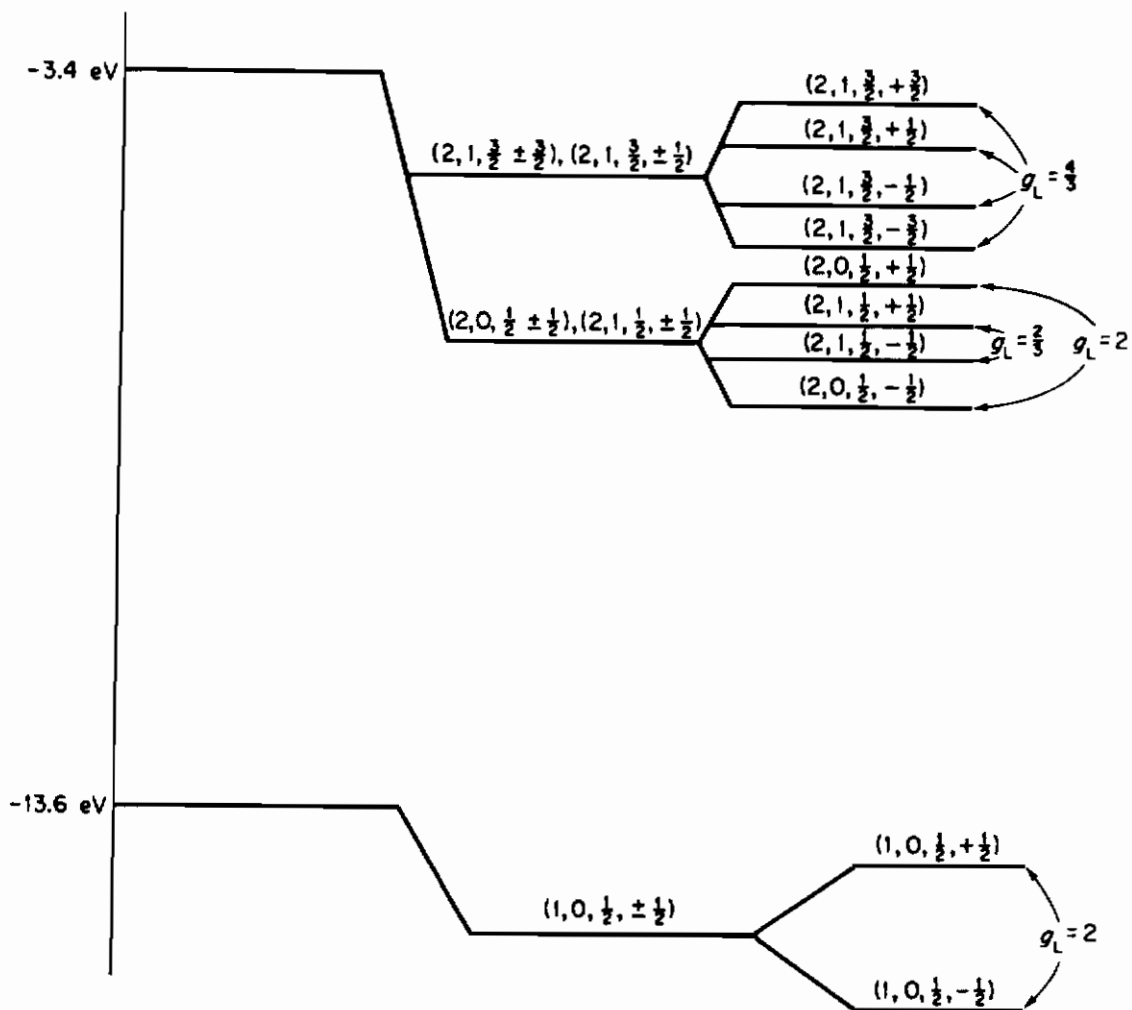 -3.4 eV
(2, 1, 3/2, +3/2)
(2, 1, 3/2, +1/2)
(2, 1, 3/2 ± 3/2), (2, 1, 3/2, ± 1/2)
g_L = 4/3
(2, 1, 3/2, - 1/2)
(2, 1, 3/2, - 3/2)
(2, 0, 1/2, + 1/2)
(2, 0, 1/2 ± 1/2), (2, 1, 1/2, ± 1/2)
(2, 1, 1/2, + 1/2)
g_L = 2/3
g_L = 2
(2, 1, 1/2, - 1/2)
(2, 0, 1/2, - 1/2)
-13.6 eV
(1, 0, 1/2, + 1/2)
(1, 0, 1/2, ± 1/2)
g_L = 2
(1, 0, 1/2, - 1/2)